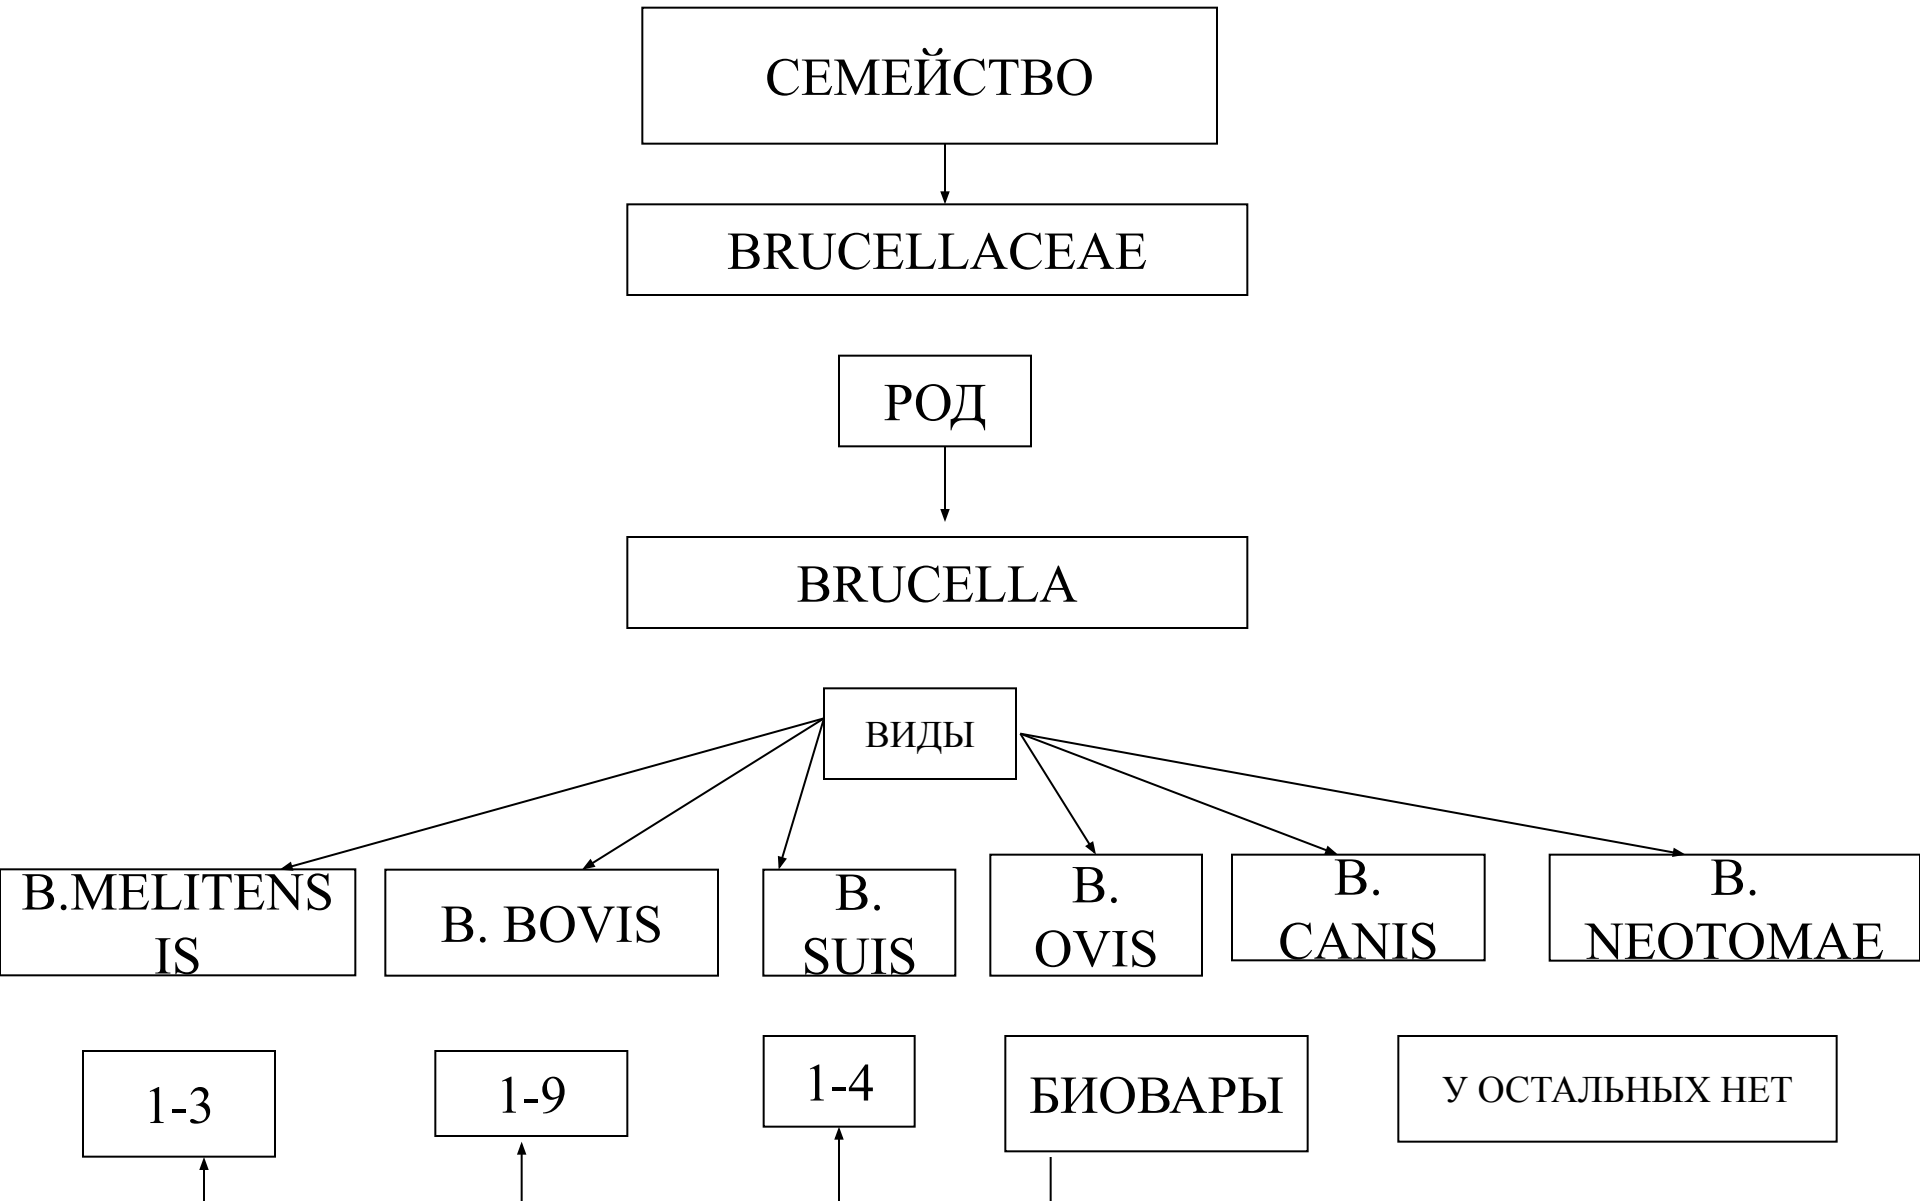 СЕМЕЙСТВО
BRUCELLACEAE
РОД
BRUCELLA
ВИДЫ
B.MELITENS
IS
B. BOVIS
B.
SUIS
B.
OVIS
B.
CANIS
B.
NEOTOMAE
1-3
1-9
1-4
БИОВАРЫ
У ОСТАЛЬНЫХ НЕТ